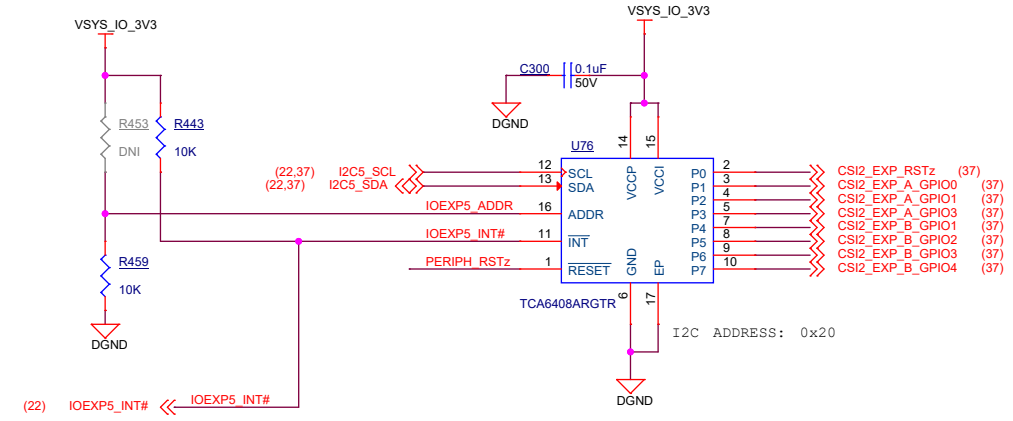 VSYS_IO_3V3
VSYS_IO_3V3
C300
0.1uF
50V
DGND
R453
DNI
R443
10K
14
15
U76
(22,37) I2C5_SCL
12
SCL
(22,37) I2C5_SDA
13
SDA
VCCP
VCCI
IOEXP5_ADDR
16
ADDR
IOEXP5_INT#
11
INT
PERIPH_RSTz
1
RESET
GND
EP
P0
2
CSI2_EXP_RSTz (37)
P1
3
CSI2_EXP_A_GPIO0 (37)
P2
4
CSI2_EXP_A_GPIO1 (37)
P3
5
CSI2_EXP_A_GPIO3 (37)
P4
7
CSI2_EXP_B_GPIO1 (37)
P5
8
CSI2_EXP_B_GPIO2 (37)
P6
9
CSI2_EXP_B_GPIO3 (37)
P7
10
CSI2_EXP_B_GPIO4 (37)
R459
10K
DGND
TCA6408ARGTR
6
17
I2C ADDRESS: 0x20
DGND
(22) IOEXP5_INT#
IOEXP5_INT#